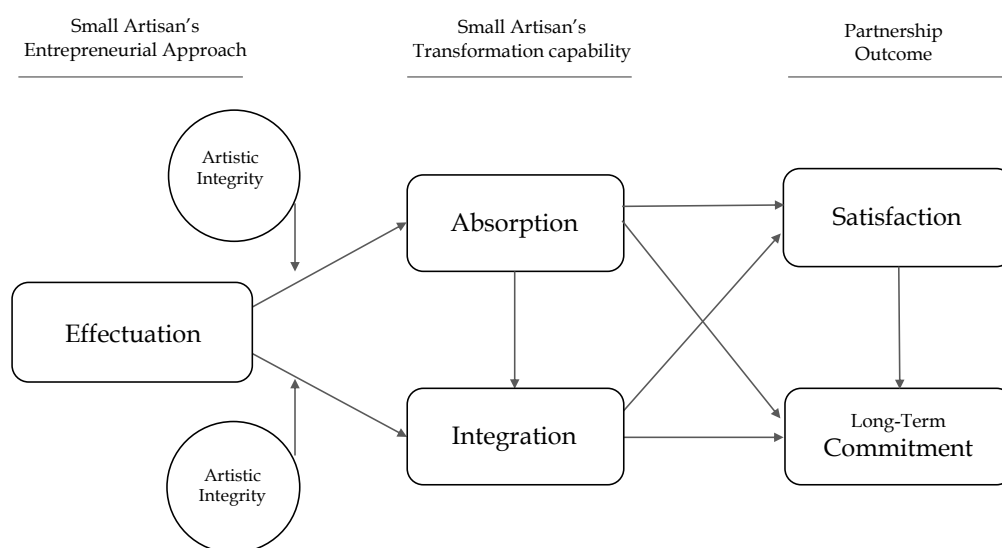 Small Artisan's
Entrepreneurial Approach
Small Artisan's
Transformation capability
Partnership
Outcome
Artistic
Integrity
Absorption
Satisfaction
Effectuation
Integration
Long-Term
Commitment
Artistic
Integrity